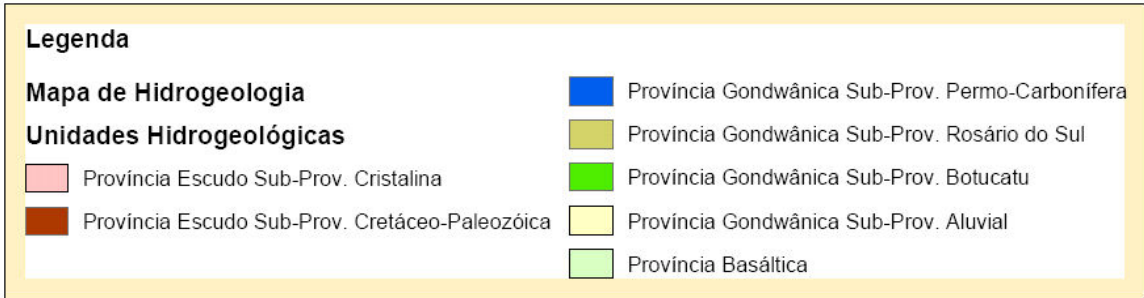 Legenda
Mapa de Hidrogeologia
Unidades Hidrogeológicas
Província Escudo Sub-Prov. Cristalina
Província Escudo Sub-Prov. Cretáceo-Paleozóica
Província Gondwânica Sub-Prov. Permo-Carbonífera
Província Gondwânica Sub-Prov. Rosário do Sul
Província Gondwânica Sub-Prov. Botucatu
Província Gondwânica Sub-Prov. Aluvial
Província Basáltica